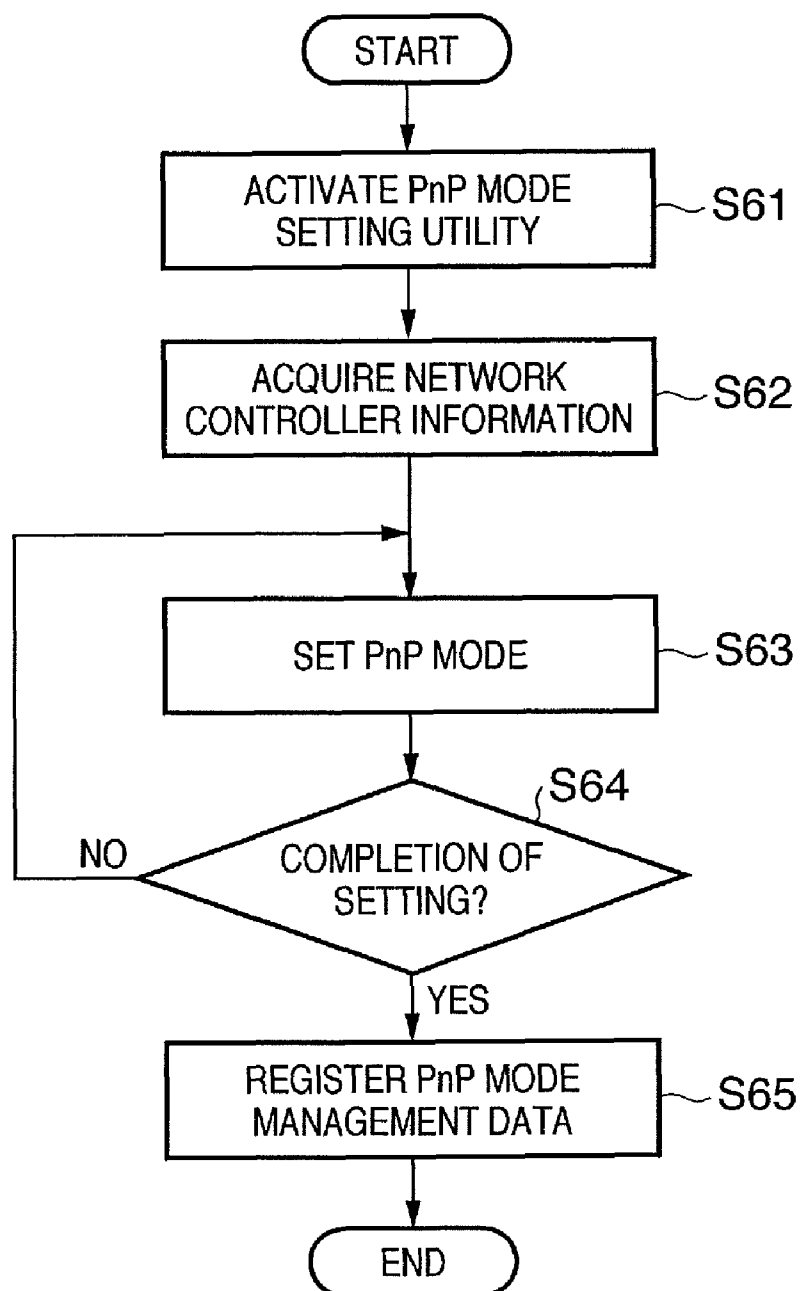 START
ACTIVATE PnP MODE
SETTING UTILITY
S61
ACQUIRE NETWORK
CONTROLLER INFORMATION
S62
SET PnP MODE
S63
S64
COMPLETION OF
SETTING?
NO
YES
REGISTER PnP MODE
MANAGEMENT DATA
S65
END